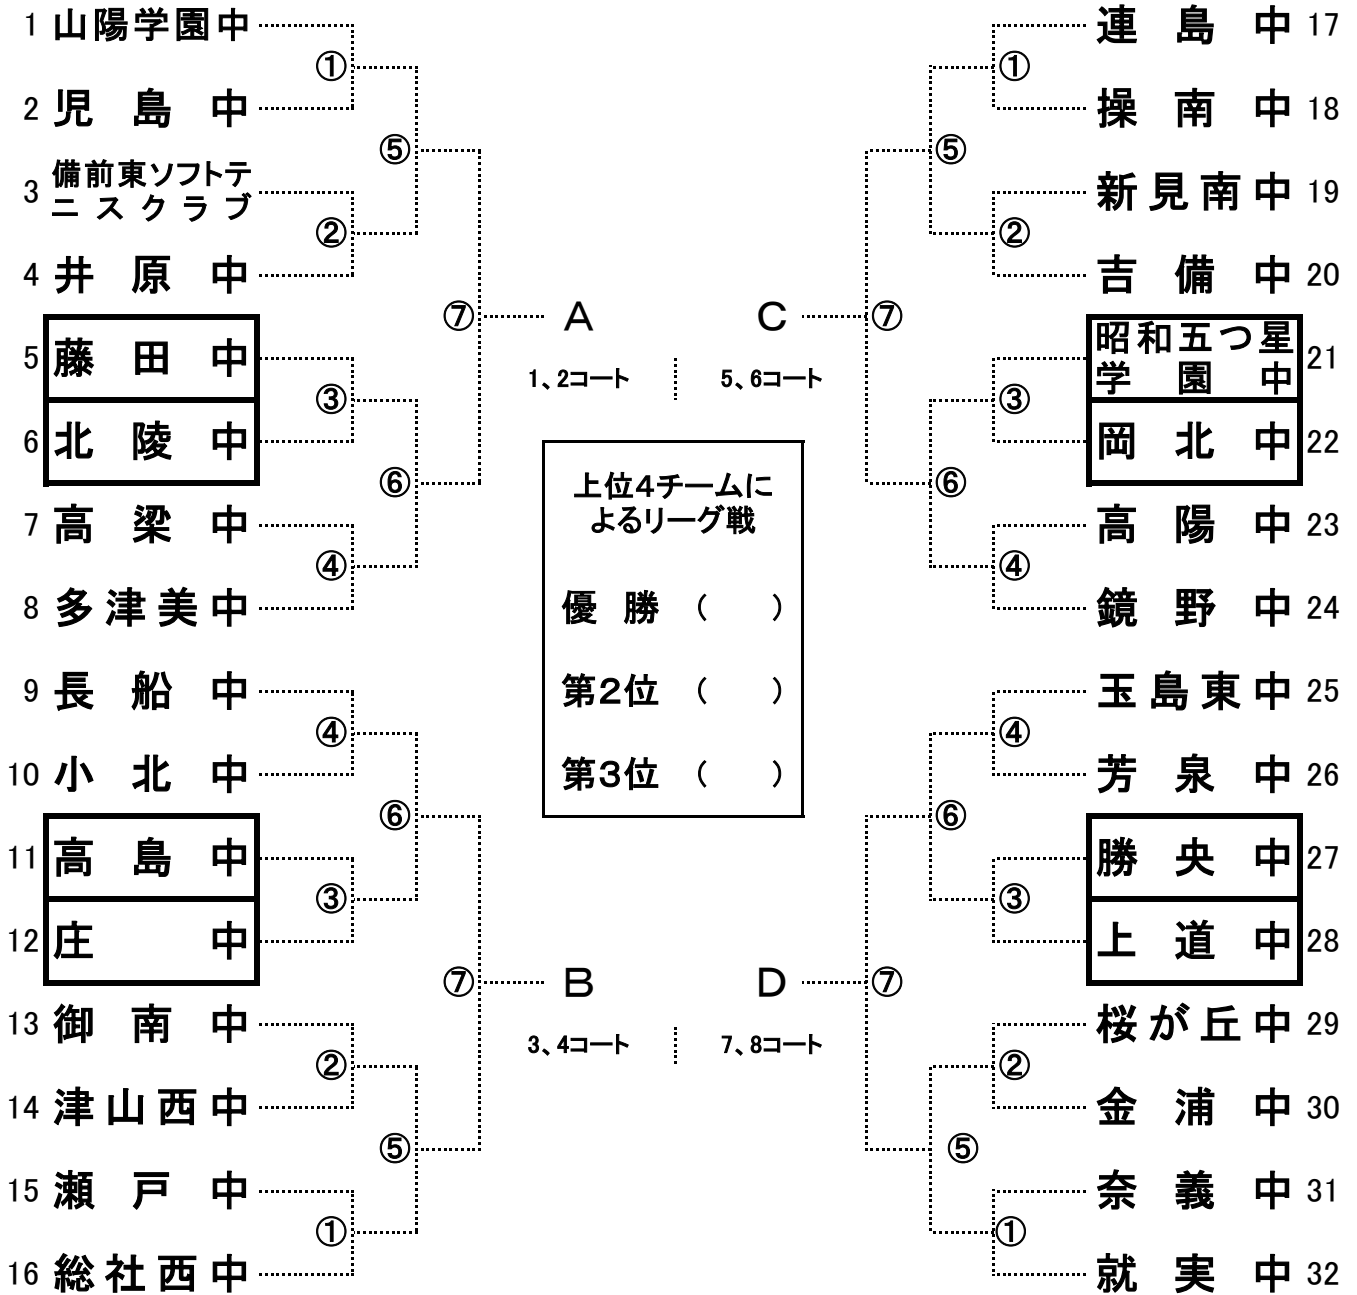 1 山陽学園中
①
2 児島中
⑤
3 備前東ソフトテ
ニスクラブ
②
4 井原中
⑦
5 藤田中
③
6 北陵中
⑥
7 高梁中
④
8 多津美中
9 長船中
④
10 小北中
⑥
11 高島中
③
12 庄中
⑦
13 御南中
②
14 津山西中
⑤
15 瀬戸中
①
16 総社西中
A
1、2コート
C
5、6コート
上位4チームに
よるリーグ戦
優勝 ( )
第2位 ( )
第3位 ( )
B
3、4コート
D
7、8コート
連島中 17
①
操南中 18
⑤
新見南中 19
②
吉備中 20
⑦
昭和五つ星
学園中 21
③
岡北中 22
⑥
高陽中 23
④
鏡野中 24
玉島東中 25
④
芳泉中 26
⑥
勝央中 27
③
上道中 28
⑦
桜が丘中 29
②
金浦中 30
⑤
奈義中 31
①
就実中 32